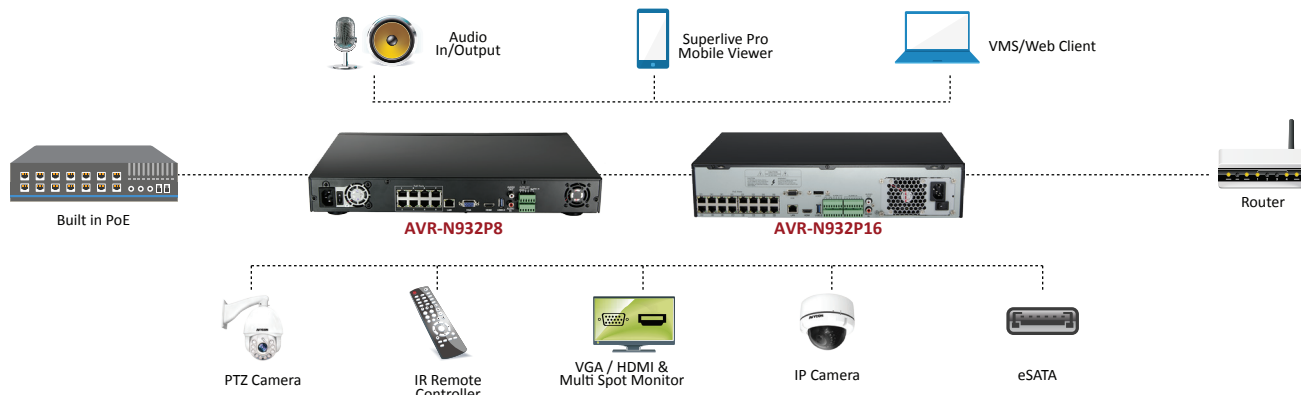 Audio
In/Output
Superlive Pro
Mobile Viewer
VMS/Web Client
Built in PoE
AVR-N932P8
AVR-N932P16
Router
PTZ Camera
IR Remote
Controller
VGA / HDMI &
Multi Spot Monitor
IP Camera
eSATA